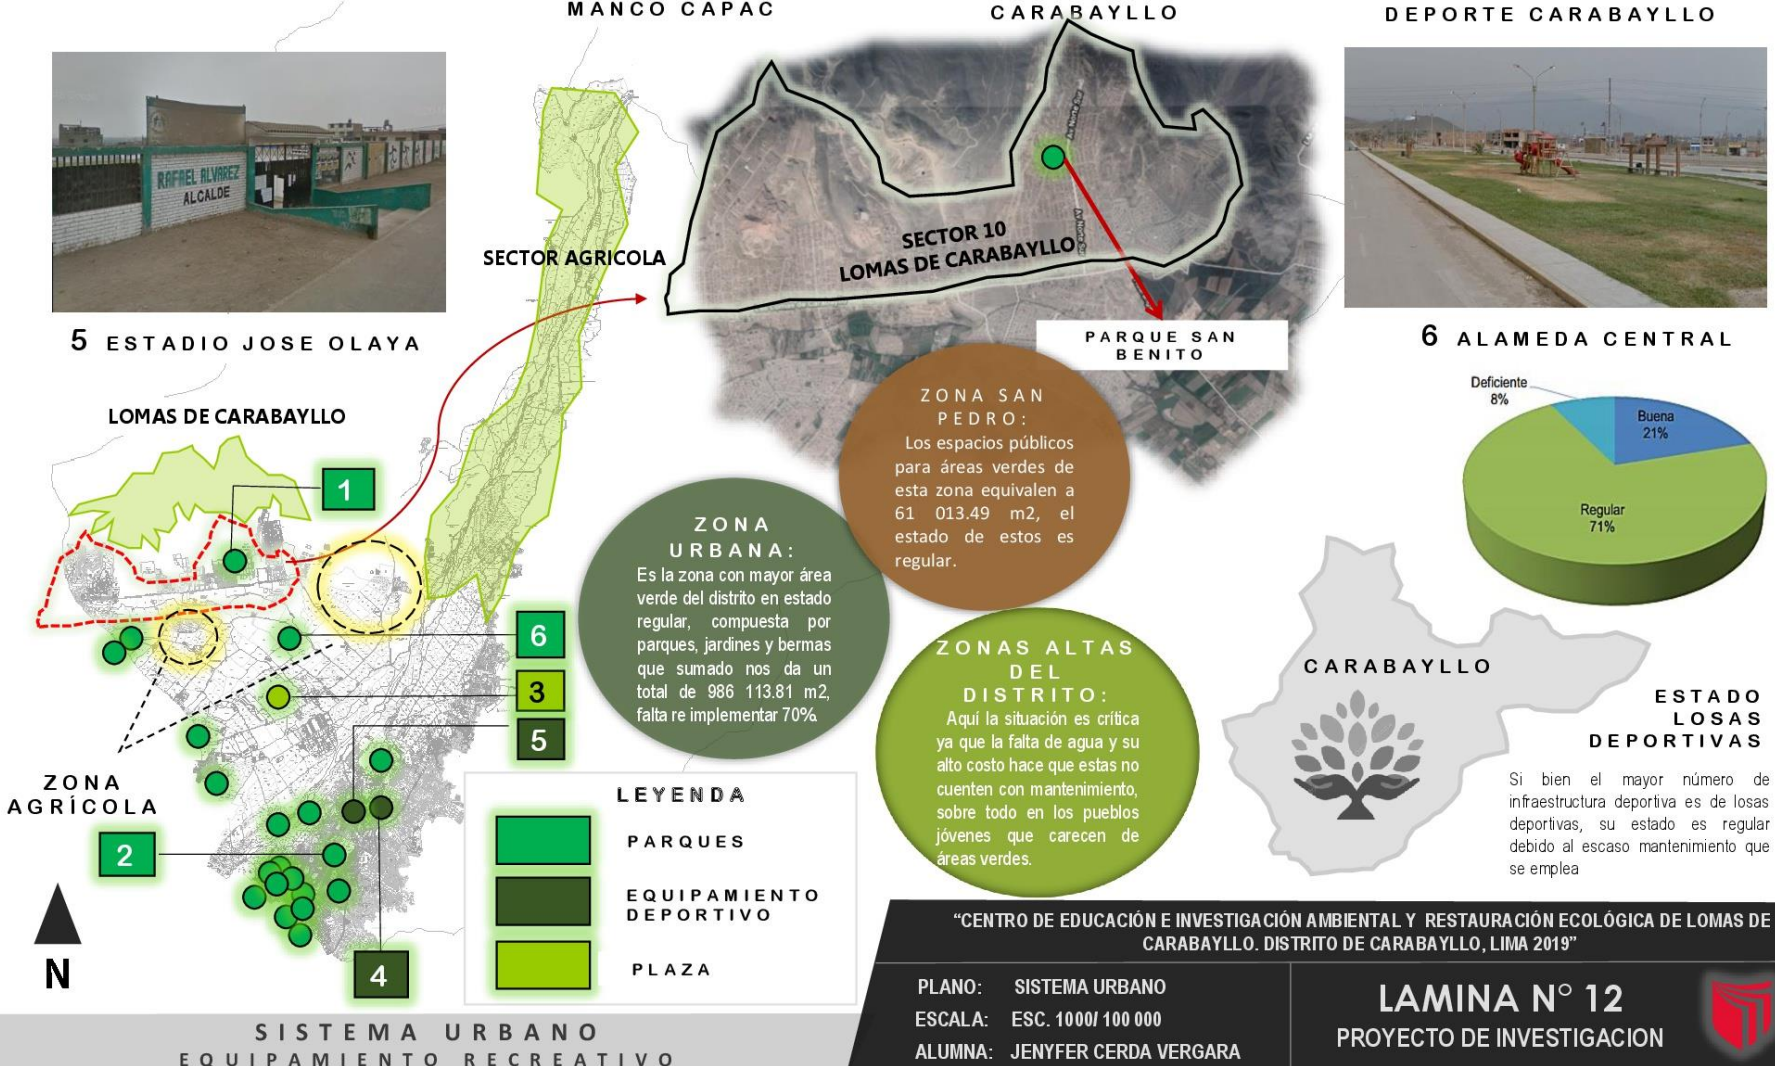 MANCO CAPAC
CARABAYLLO
DEPORTE CARABAYLLO
RAFAEL ALVAREZ
ALCALDE
5 ESTADIO JOSE OLAYA
SECTOR AGRICOLA
SECTOR 10
LOMAS DE CARABAYLLO
PARQUE SAN
BENITO
6 ALAMEDA CENTRAL
Deficiente
8%
Buena
21%
Regular
71%
LOMAS DE CARABAYLLO
1
6
3
5
ZONA
AGRÍCOLA
2
4
N
ZONA SAN
PEDRO:
Los espacios públicos
para áreas verdes de
esta zona equivalen a
61 013.49 m2, el
estado de estos es
regular.
ZONA
URBANA:
Es la zona con mayor área
verde del distrito en estado
regular, compuesta por
parques, jardines y bermas
que sumado nos da un
total de 986 113.81 m2,
falta re implementar 70%.
ZONAS ALTAS
DEL
DISTRITO:
Aquí la situación es crítica
ya que la falta de agua y su
alto costo hace que estas no
cuenten con mantenimiento,
sobre todo en los pueblos
jóvenes que carecen de
áreas verdes.
LEYENDA
PARQUES
EQUIPAMIENTO
DEPORTIVO
PLAZA
CARABAYLLO
ESTADO
LOSAS
DEPORTIVAS
Si bien el mayor número de
infraestructura deportiva es de losas
deportivas, su estado es regular
debido al escaso mantenimiento que
se emplea
SISTEMA URBANO
EQUIPAMIENTO RECREATIVO
“CENTRO DE EDUCACIÓN E INVESTIGACIÓN AMBIENTAL Y RESTAURACIÓN ECOLÓGICA DE LOMAS DE
CARABAYLLO. DISTRITO DE CARABAYLLO, LIMA 2019”
PLANO: SISTEMA URBANO
ESCALA: ESC. 1000/ 100 000
ALUMNA: JENYFER CERDA VERGARA
LAMINA N° 12
PROYECTO DE INVESTIGACION